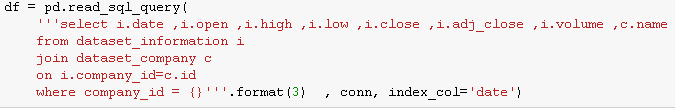 df = pd.read_sql_query(
'''select i.date ,i.open ,i.high ,i.low ,i.close ,i.adj_close ,i.volume ,c.name
from dataset_information i
join dataset_company c
on i.company_id=c.id
where company_id = {}'''.format(3)  , conn, index_col='date')